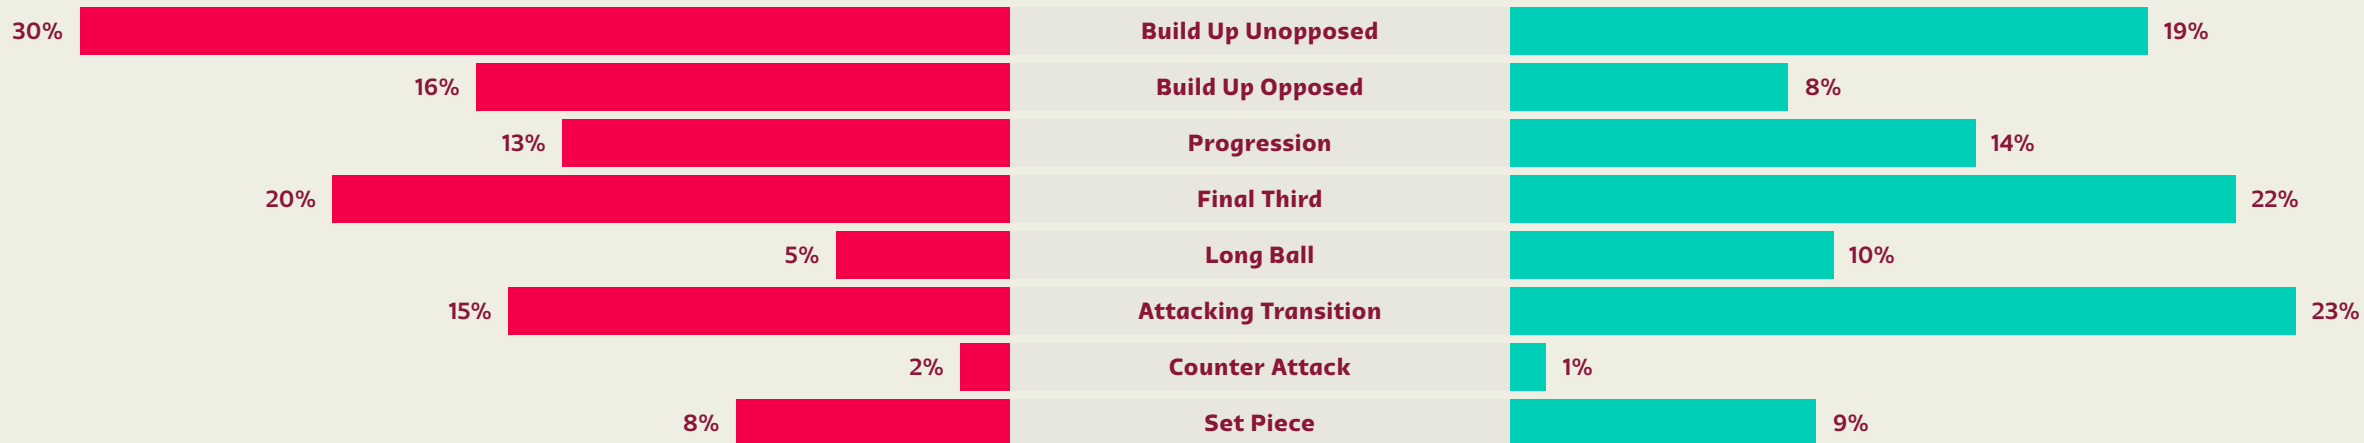 30% Build Up Unopposed 19%
16% Build Up Opposed 8%
13% Progression 14%
20% Final Third 22%
5% Long Ball 10%
15% Attacking Transition 23%
2% Counter Attack 1%
8% Set Piece 9%